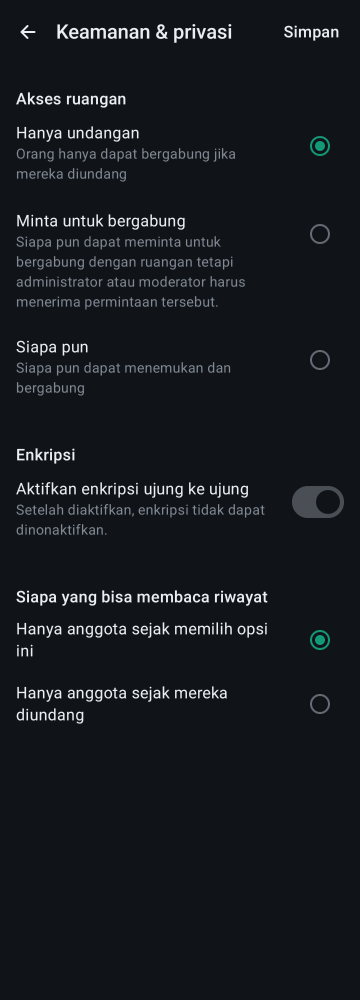 Keamanan & privasi
Simpan
Akses ruangan
Hanya undangan
Orang hanya dapat bergabung jika
mereka diundang
Minta untuk bergabung
Siapa pun dapat meminta untuk
bergabung dengan ruangan tetapi
administrator atau moderator harus
menerima permintaan tersebut.
Siapa pun
Siapa pun dapat menemukan dan
bergabung
Enkripsi
Aktifkan enkripsi ujung ke ujung
Setelah diaktifkan, enkripsi tidak dapat
dinonaktifkan.
Siapa yang bisa membaca riwayat
Hanya anggota sejak memilih opsi
ini
Hanya anggota sejak mereka
diundang